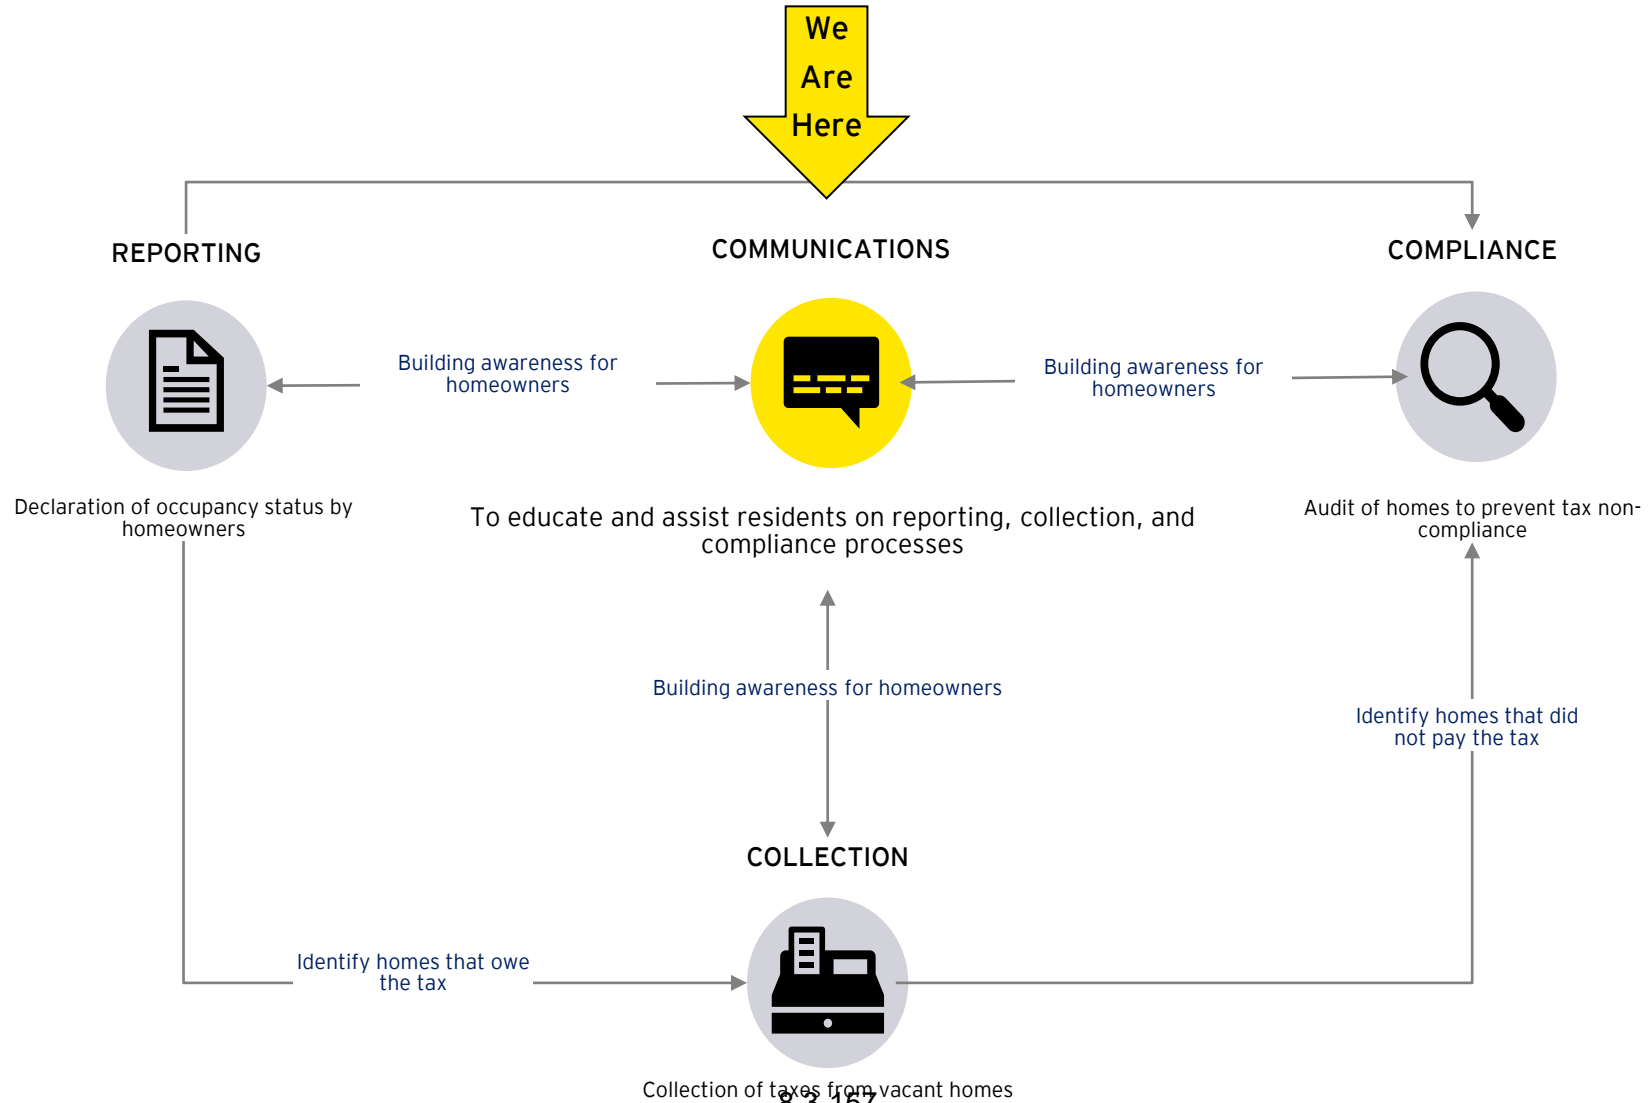 We
Are
Here
REPORTING
COMMUNICATIONS
COMPLIANCE
Building awareness for
homeowners
Building awareness for
homeowners
Declaration of occupancy status by
homeowners
To educate and assist residents on reporting, collection, and
compliance processes
Audit of homes to prevent tax non-
compliance
Building awareness for homeowners
Identify homes that did
not pay the tax
COLLECTION
Identify homes that owe
the tax
Collection of taxes from vacant homes
8.3.167